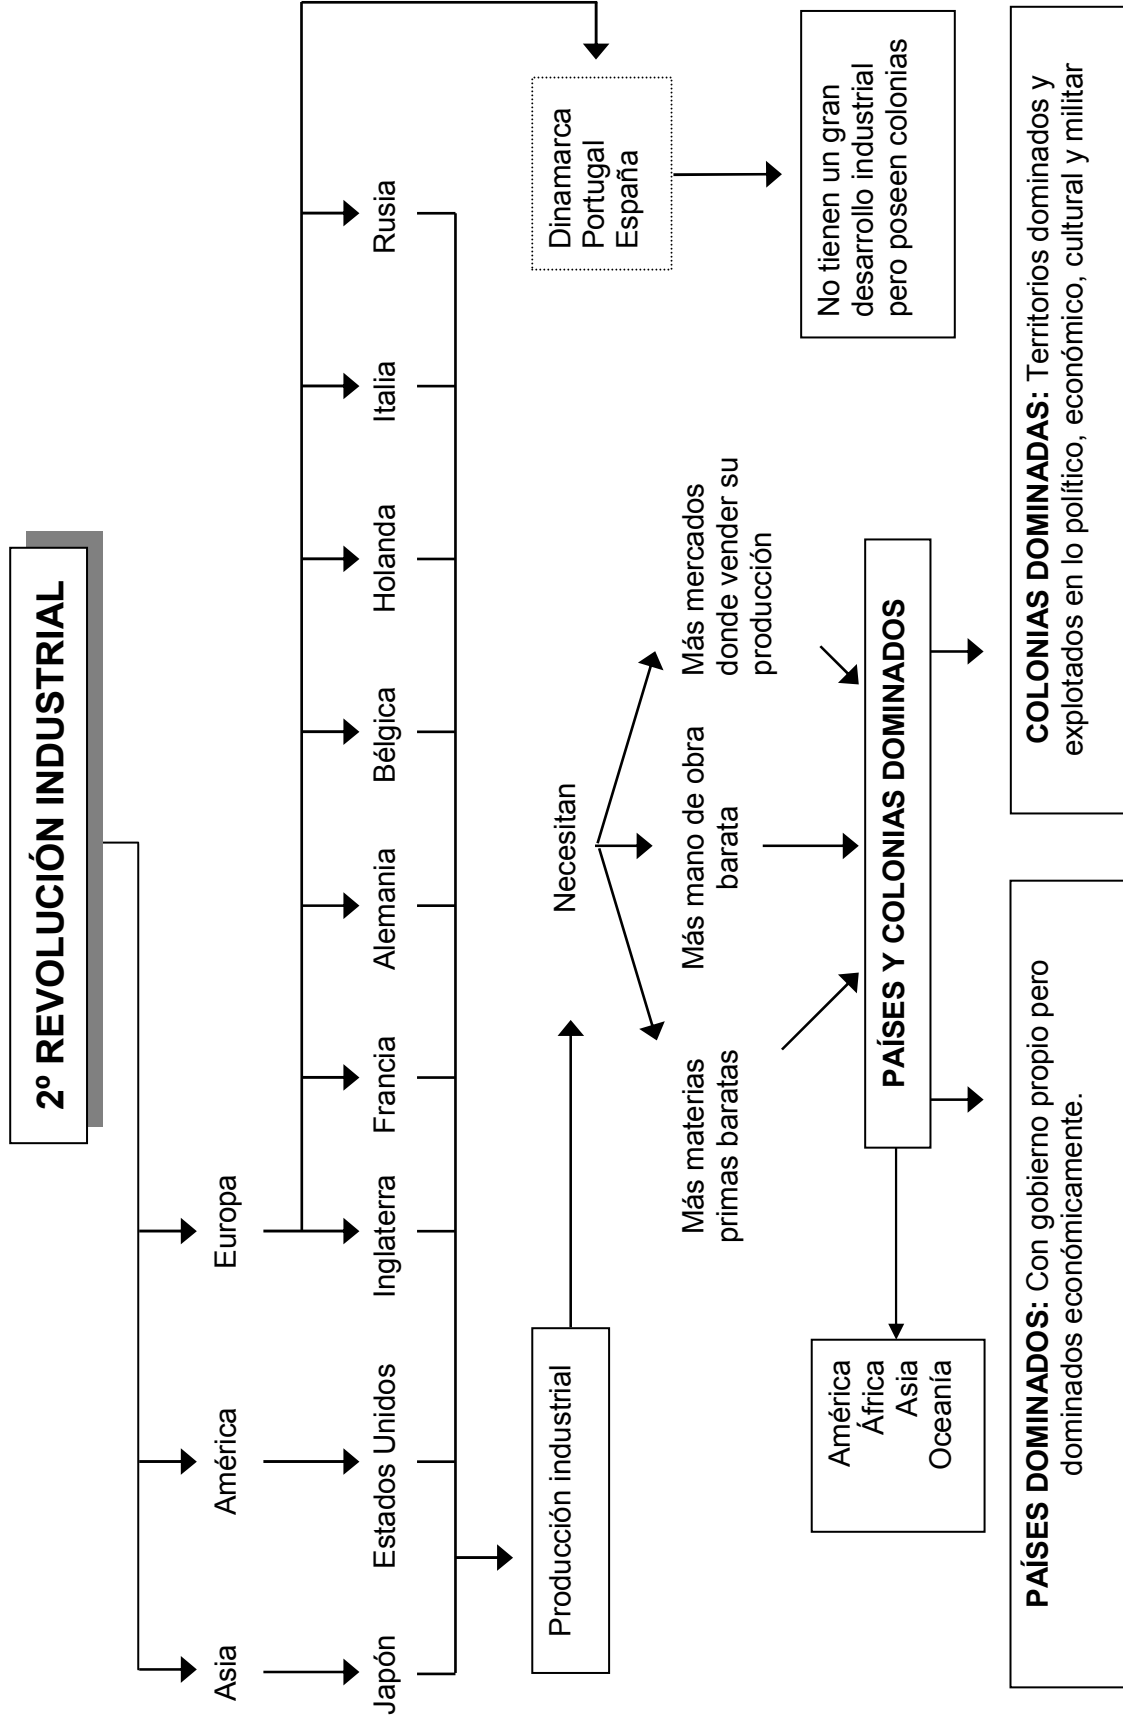 2º REVOLUCIÓN INDUSTRIAL
Asia
América
Europa
Japón
Estados Unidos
Inglaterra
Francia
Alemania
Bélgica
Holanda
Italia
Rusia
Producción industrial
Necesitan
Dinamarca
Portugal
España
Más materias
primas baratas
Más mano de obra
barata
Más mercados
donde vender su
producción
No tienen un gran
desarrollo industrial
pero poseen colonias
América
África
Asia
Oceanía
PAÍSES Y COLONIAS DOMINADOS
PAÍSES DOMINADOS: Con gobierno propio pero
dominados económicamente.
COLONIAS DOMINADAS: Territorios dominados y
explotados en lo político, económico, cultural y militar